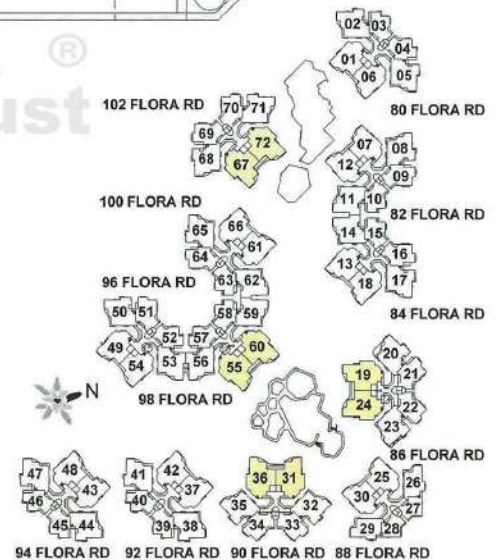 02 03
01 04
06 05
80 FLORA RD
®
ust
102 FLORA RD
70 71
69 72
68 67
07 08
12 09
11 10
82 FLORA RD
14 15
13 16
18 17
84 FLORA RD
100 FLORA RD
65 66
64 61
63 62
96 FLORA RD
50 51
58 59
49 52 57 60
54 53 56 55
98 FLORA RD
N
20
19 21
24 22
23
86 FLORA RD
47 48
46 43
45 44
94 FLORA RD
41 42
40 37
39 38
92 FLORA RD
36 31
35 32
34 33
90 FLORA RD
25 26
30 27
29 28
88 FLORA RD